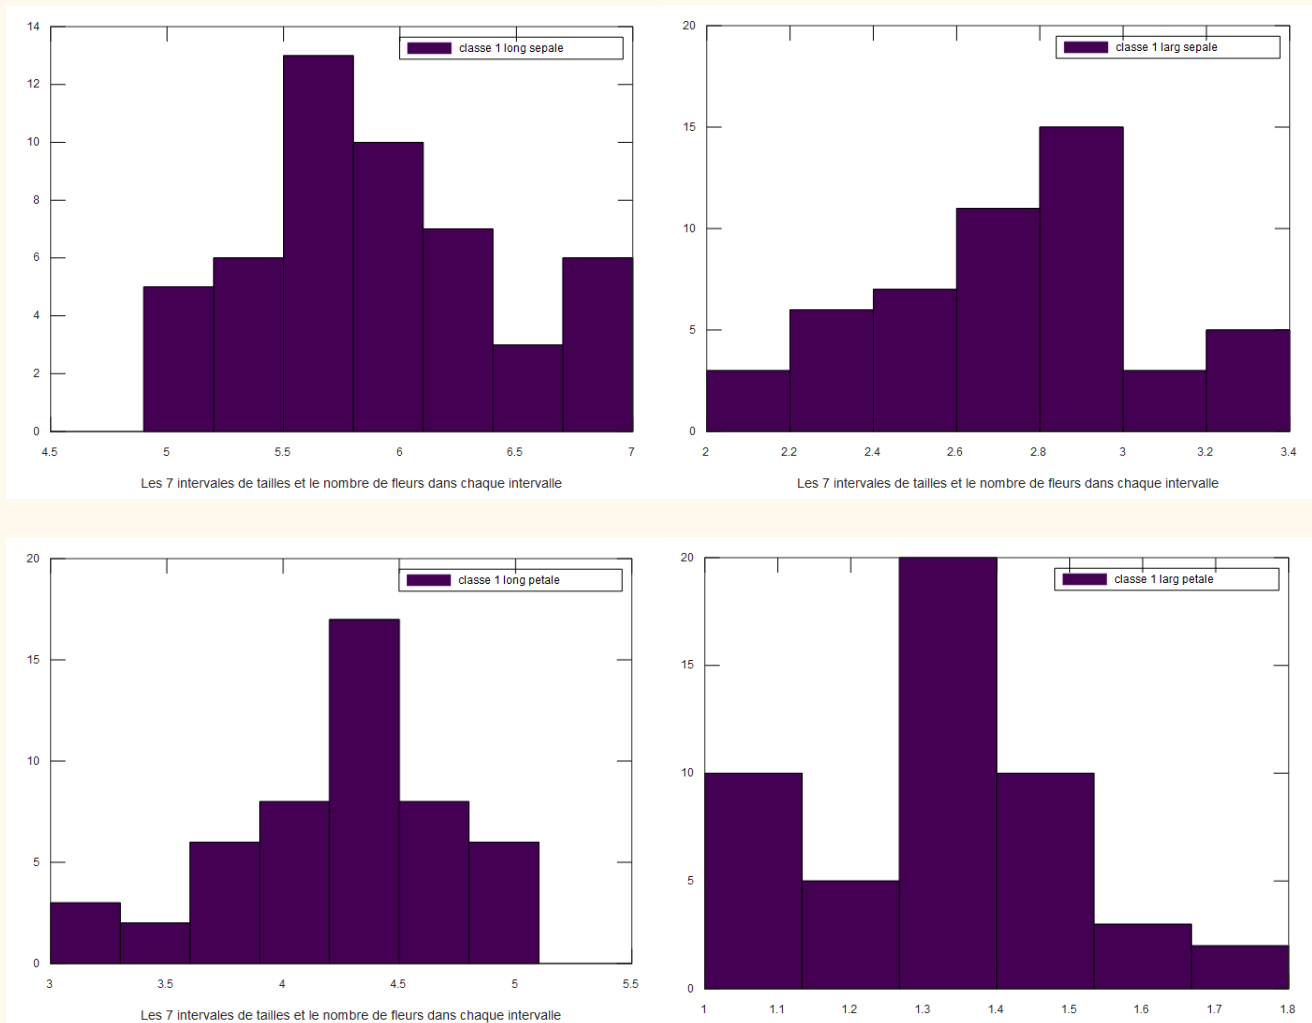 14
12
10
8
6
4
2
0
4.5 5 5.5 6 6.5 7
classe 1 long sepale
Les 7 intervales de tailles et le nombre de fleurs dans chaque intervalle
20
15
10
5
0
2 2.2 2.4 2.6 2.8 3 3.2 3.4
classe 1 larg sepale
Les 7 intervales de tailles et le nombre de fleurs dans chaque intervalle
20
15
10
5
0
3 3.5 4 4.5 5 5.5
classe 1 long petale
Les 7 intervales de tailles et le nombre de fleurs dans chaque intervalle
20
15
10
5
0
1 1.1 1.2 1.3 1.4 1.5 1.6 1.7 1.8
classe 1 larg petale